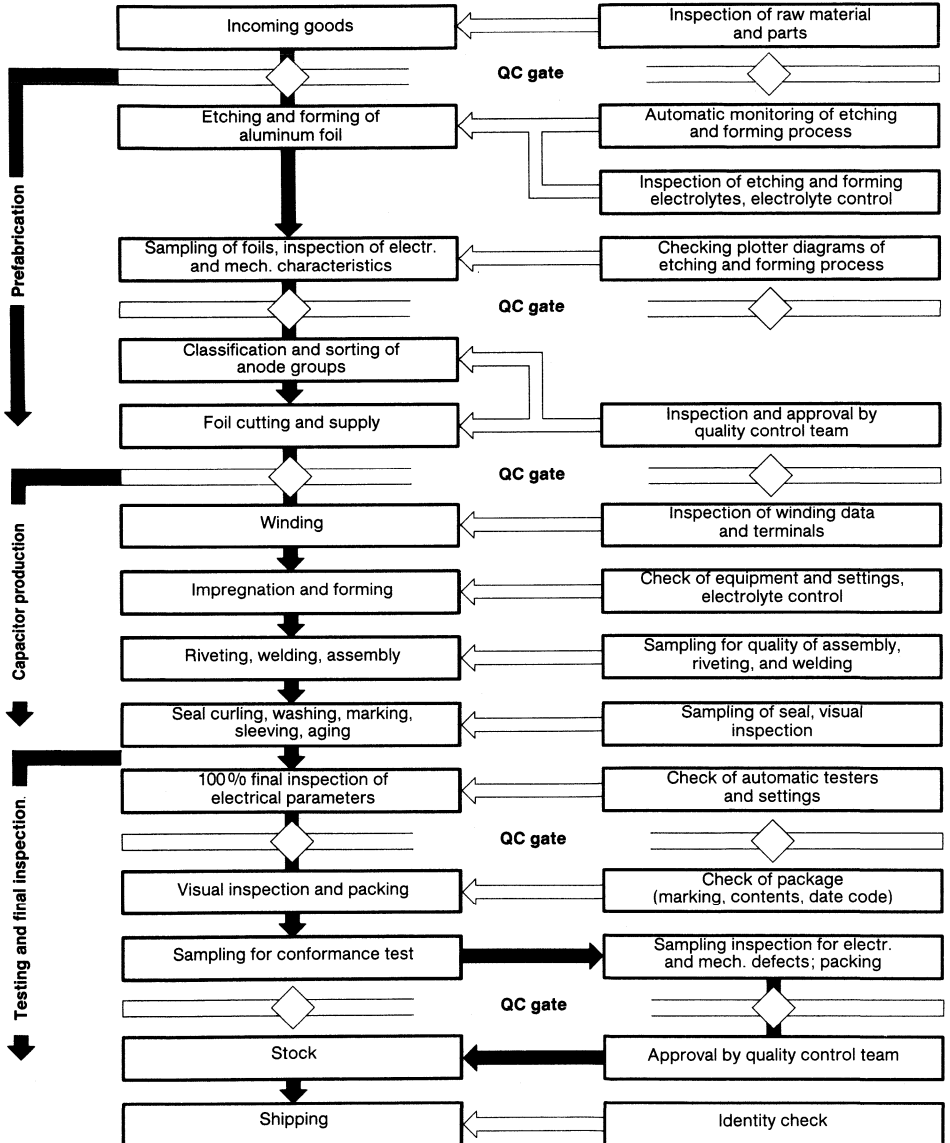 Incoming goods
Inspection of raw material
and parts
QC gate
Prefabrication
Etching and forming of
aluminum foil
Automatic monitoring of etching
and forming process
Inspection of etching and forming
electrolytes, electrolyte control
Sampling of foils, inspection of electr.
and mech. characteristics
Checking plotter diagrams of
etching and forming process
QC gate
Classification and sorting of
anode groups
Foil cutting and supply
Inspection and approval by
quality control team
QC gate
Capacitor production
Winding
Inspection of winding data
and terminals
Impregnation and forming
Check of equipment and settings,
electrolyte control
Riveting, welding, assembly
Sampling for quality of assembly,
riveting, and welding
Seal curling, washing, marking,
sleeving, aging
Sampling of seal, visual
inspection
Testing and final inspection.
100% final inspection of
electrical parameters
Check of automatic testers
and settings
QC gate
Visual inspection and packing
Check of package
(marking, contents, date code)
Sampling for conformance test
Sampling inspection for electr.
and mech. defects; packing
QC gate
Stock
Approval by quality control team
Shipping
Identity check